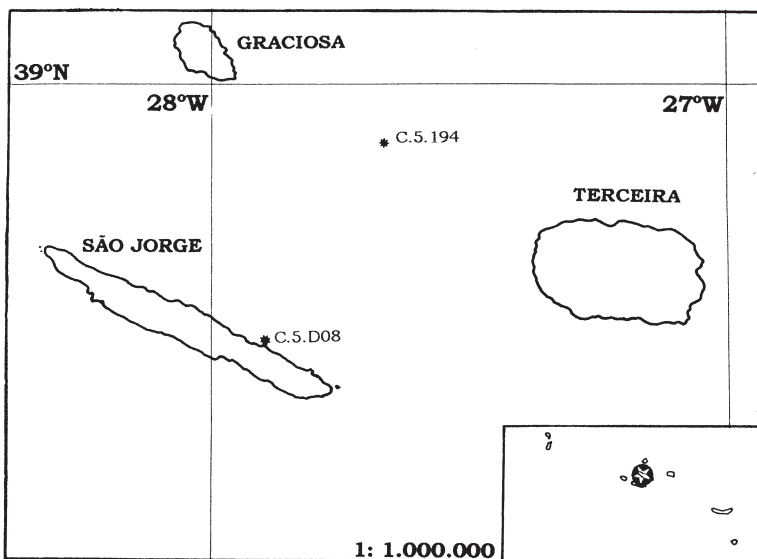 GRACIOSA
39°N
28°W
27°W
C.5.194
TERCEIRA
SÃO JORGE
C.5.D08
1: 1.000.000